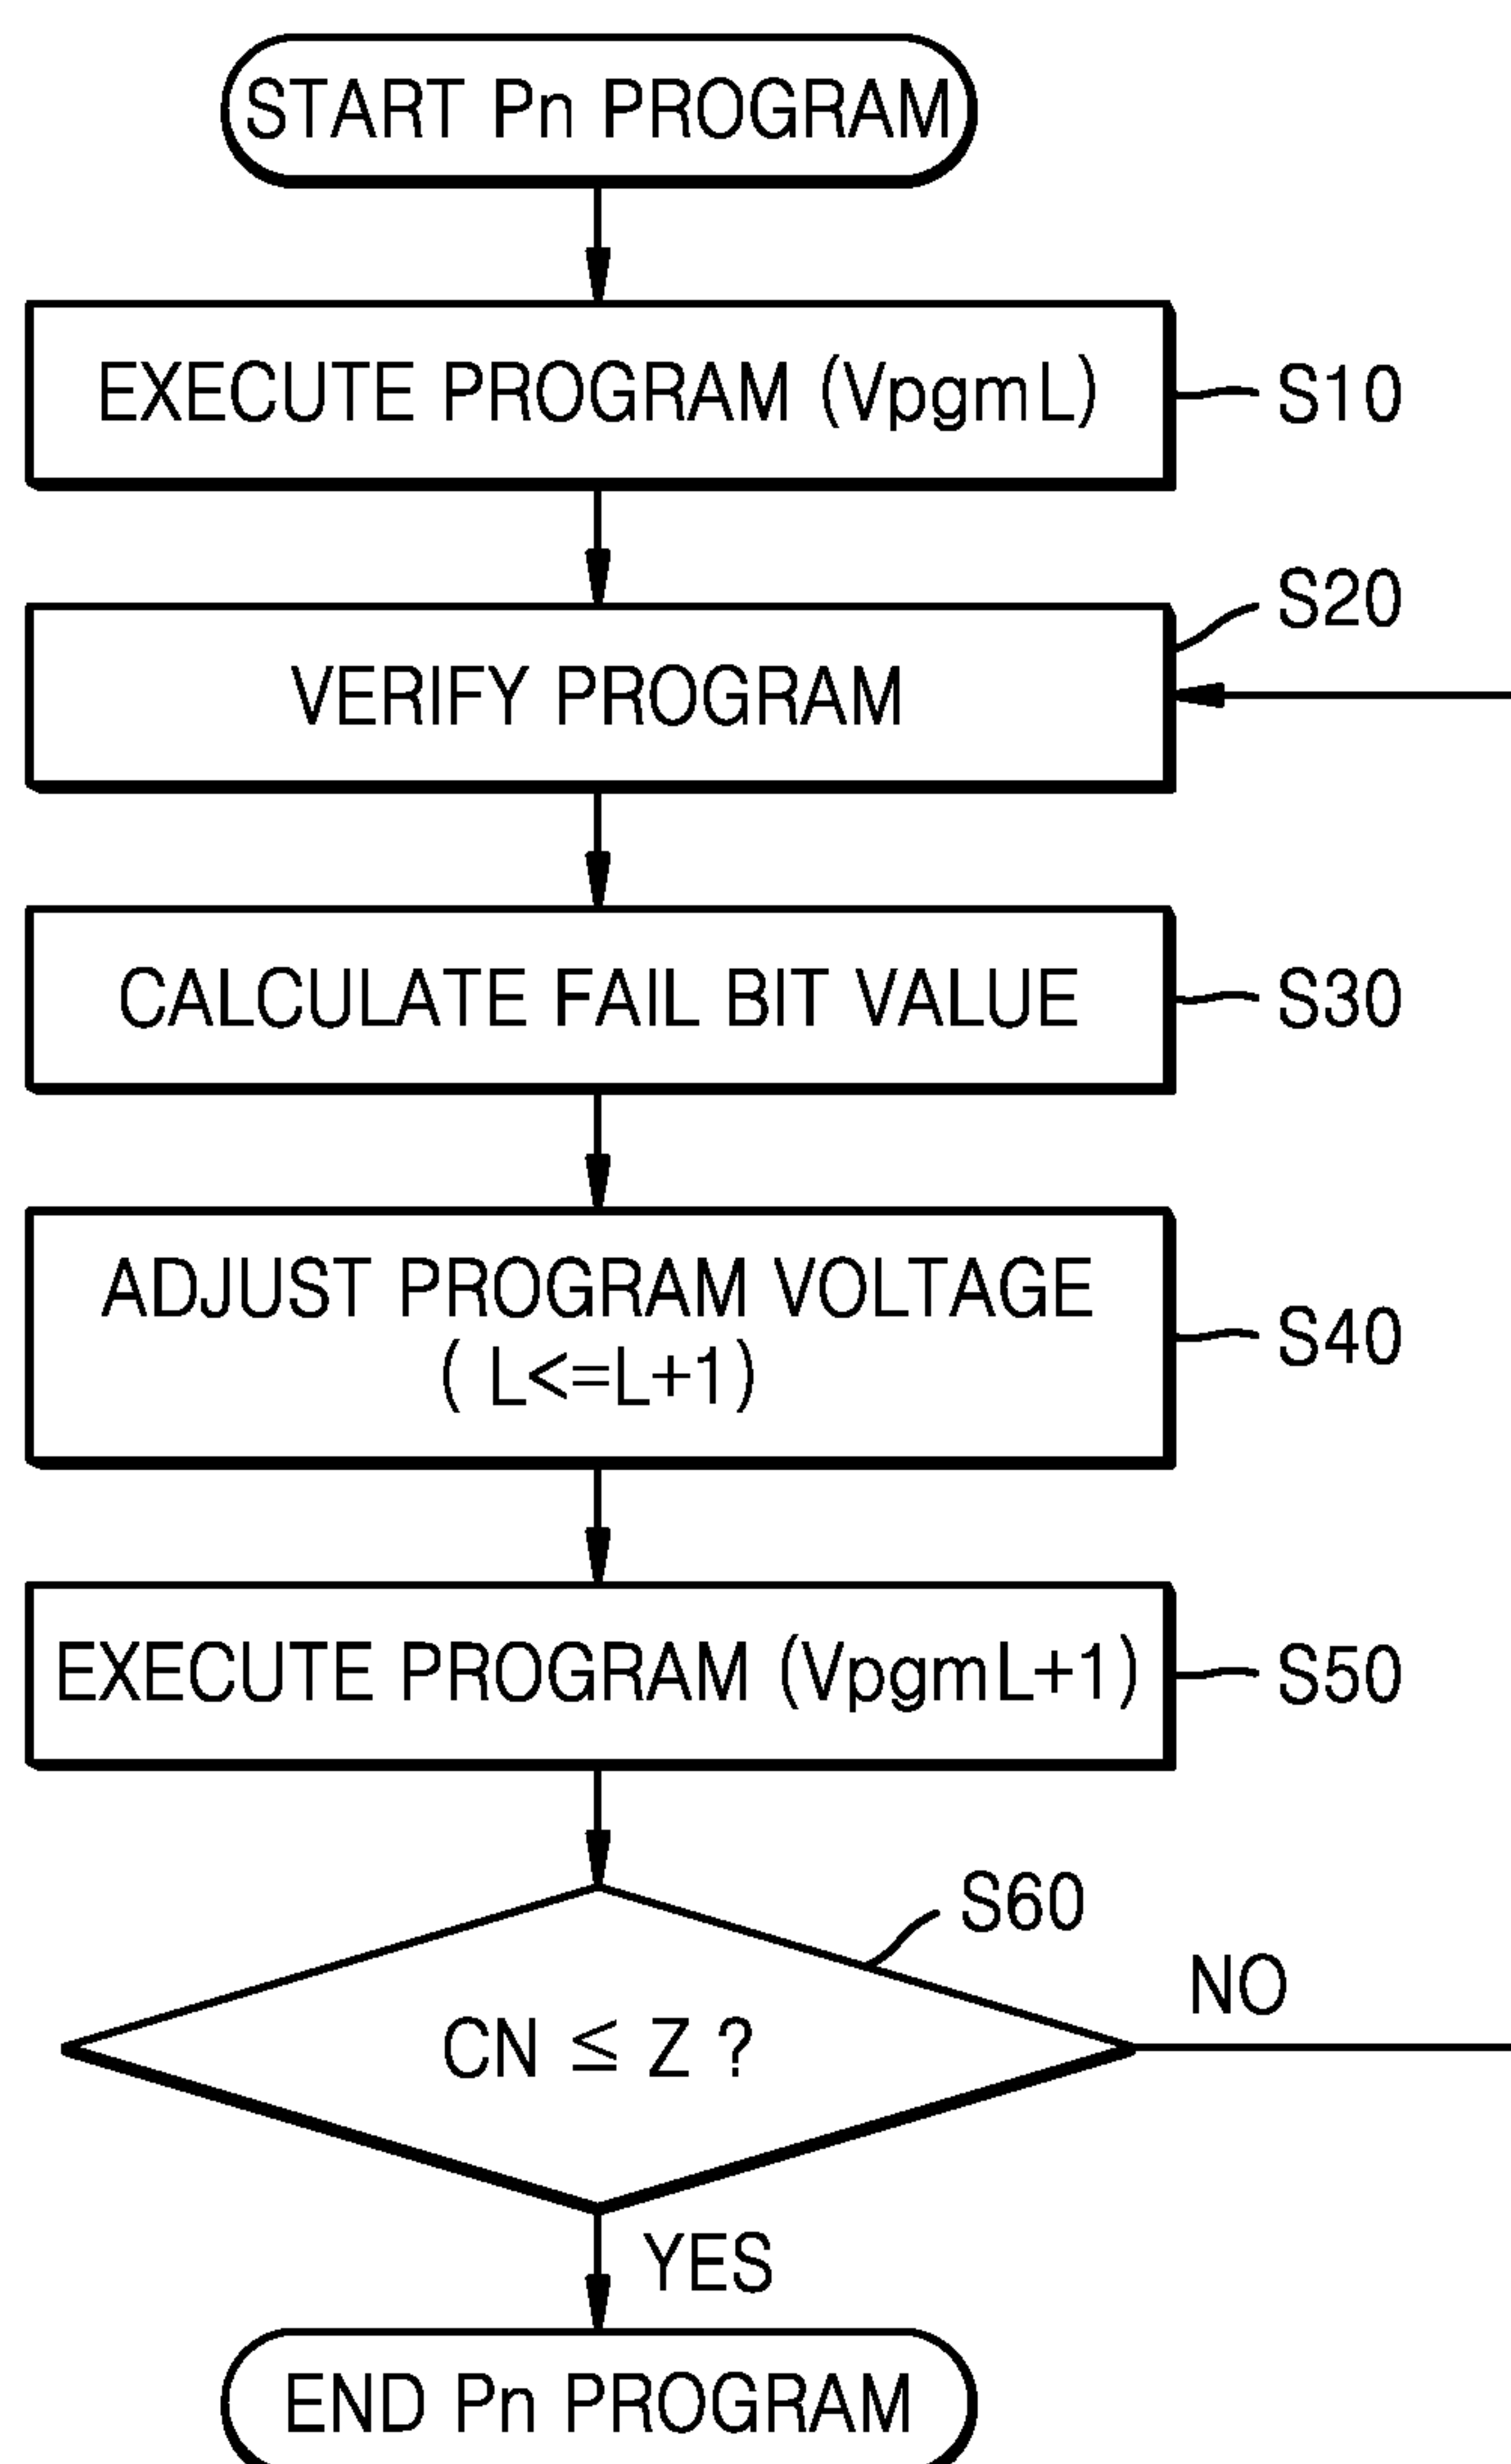 START Pn PROGRAM
EXECUTE PROGRAM (VpgmL)
S10
S20
VERIFY PROGRAM
CALCULATE FAIL BIT VALUE
S30
ADJUST PROGRAM VOLTAGE
( L<=L+1)
S40
EXECUTE PROGRAM (VpgmL+1)
S50
S60
NO
CN ≤ Z ?
YES
END Pn PROGRAM